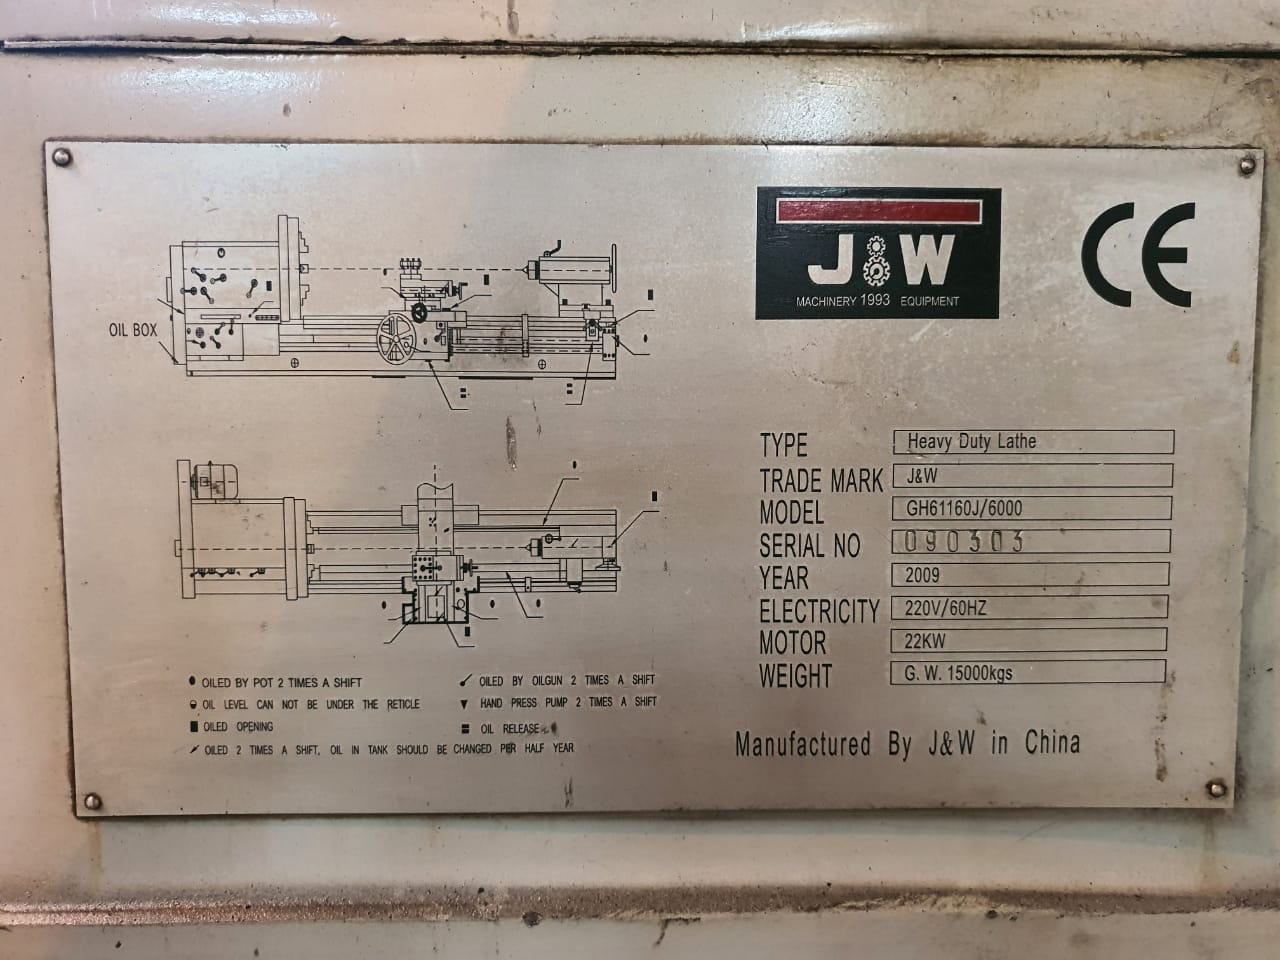 OIL BOX
J&W
MACHINERY 1993 EQUIPMENT
CE
TYPE Heavy Duty Lathe
TRADE MARK J&W
MODEL GH61160J/6000
SERIAL NO 090303
YEAR 2009
ELECTRICITY 220V/60HZ
MOTOR 22KW
WEIGHT G. W. 15000kgs
Manufactured By J&W in China
OILED BY POT 2 TIMES A SHIFT
OIL LEVEL CAN NOT BE UNDER THE RETICLE
OILED OPENING
OILED 2 TIMES A SHIFT, OIL IN TANK SHOULD BE CHANGED PER HALF YEAR
OILED BY OILGUN 2 TIMES A SHIFT
HAND PRESS PUMP 2 TIMES A SHIFT
OIL RELEASE